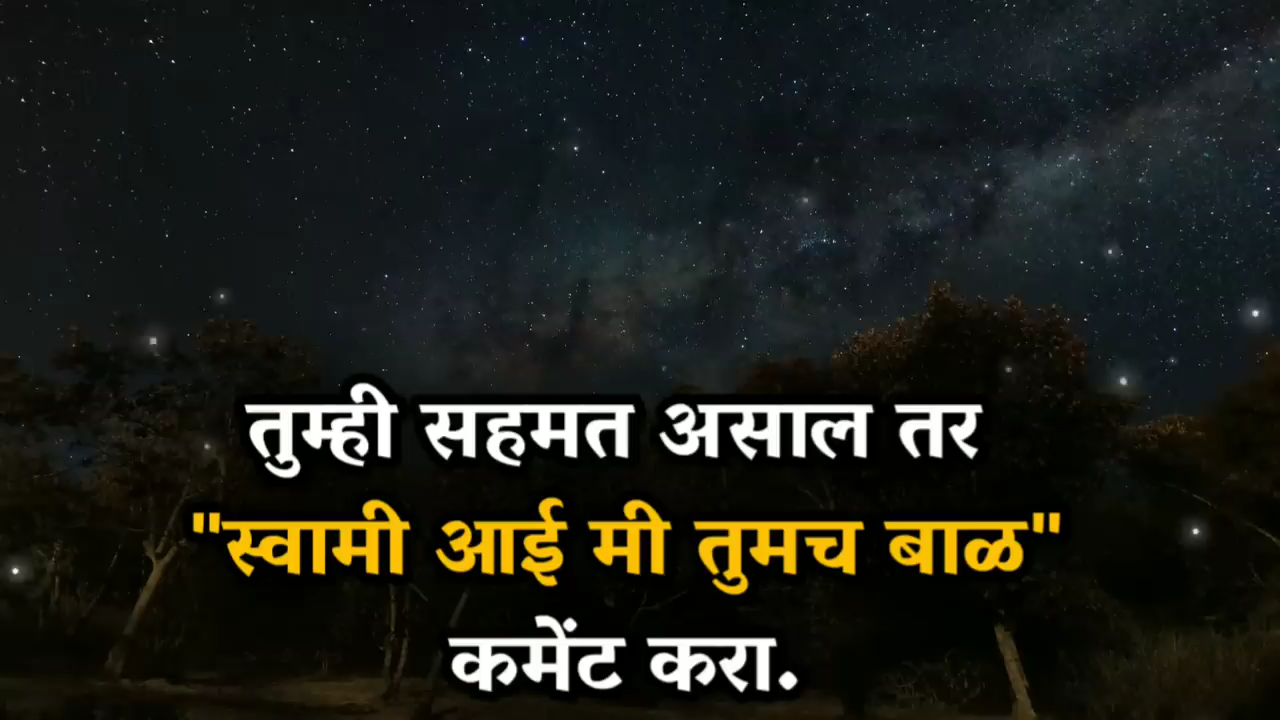 तुम्ही सहमत असाल तर
"स्वामी आई मी तुमच बाळ"
कमेंट करा.